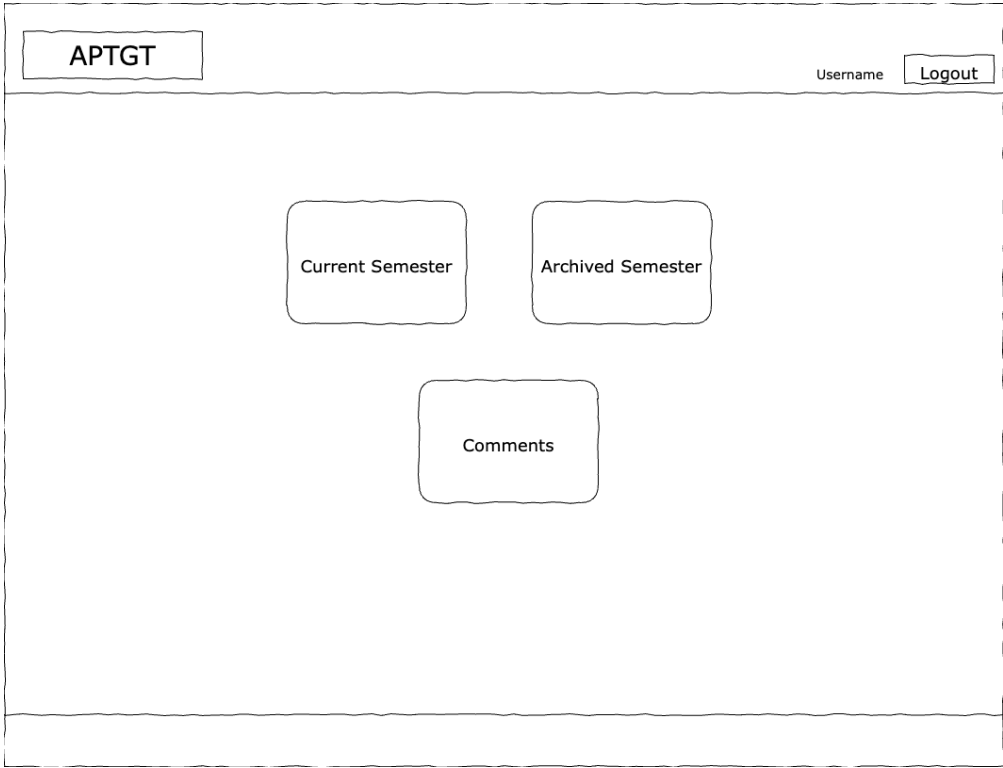 APTGT
Username
Logout
Current Semester
Archived Semester
Comments